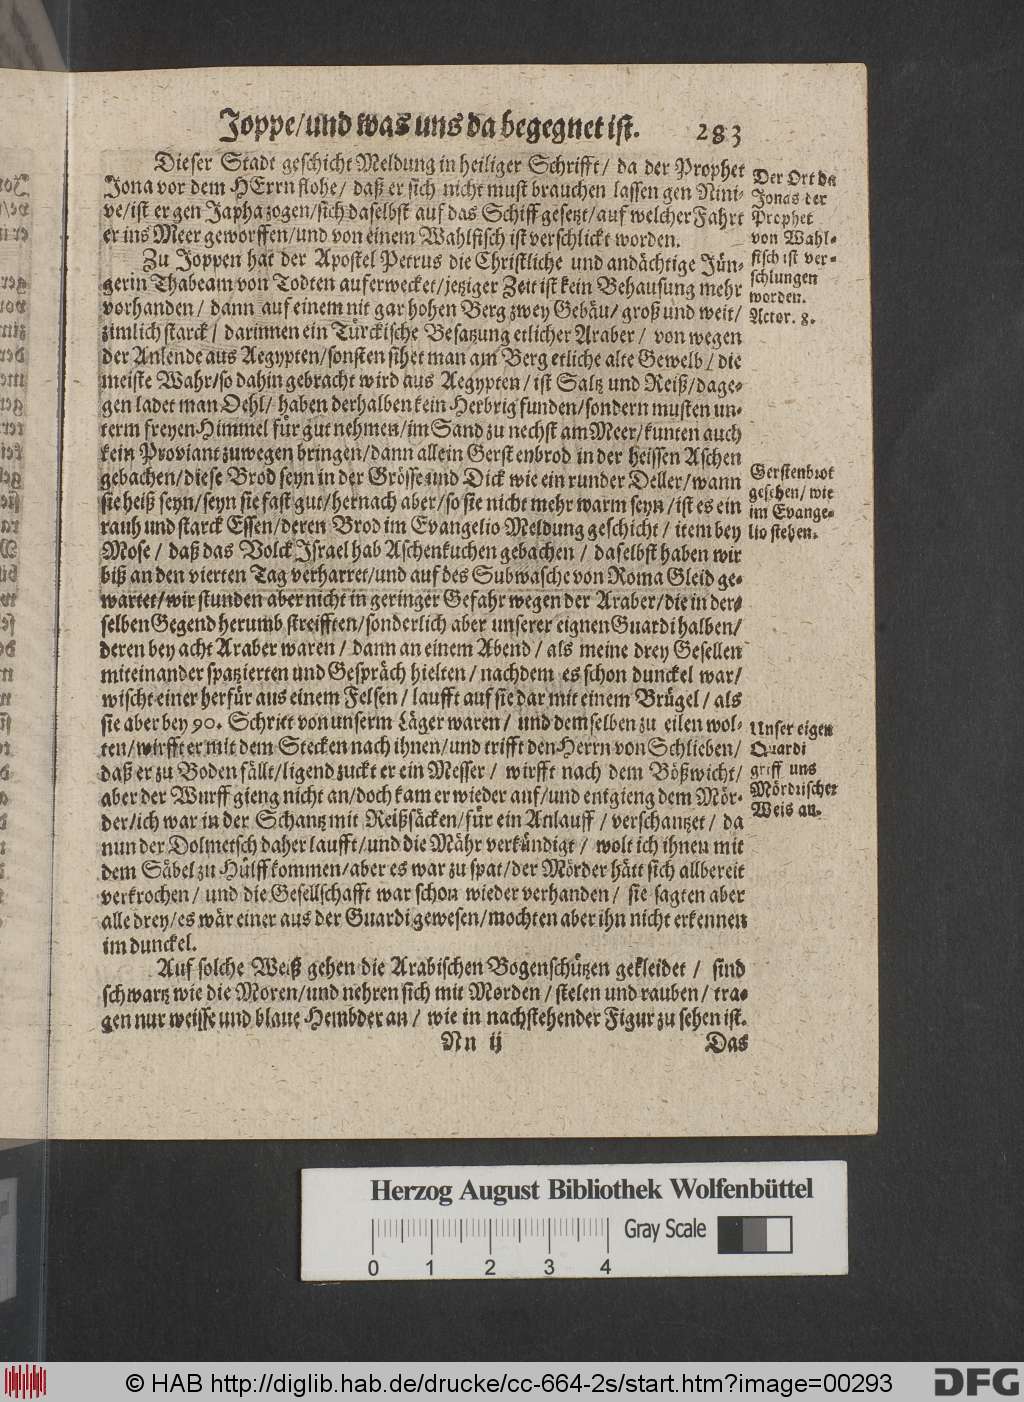 Joppe/und was uns da begegnet ist. 283
Dieser Stadt geschicht Meldung in heiliger Schrifft/ da der Prophet
Jona vor dem HErrn flohe/ daß er sich nicht must brauchen lassen gen Nini-
ve/ist er gen Japha zogen/sich daselbst auf das Schiff gesetzt/auf welcher Fahrt
er ins Meer geworffen/und von einem Wahlfisch ist verschlickt worden.
Der Ort da
Jonas der
Prophet
von Wahl-
fisch ist ver-
schlungen
worden.
Actor. 8.
Zu Joppen hat der Apostel Petrus die Christliche und andächtige Jün-
gerin Thabeam von Todten auferwecket/jetziger Zeit ist kein Behausung mehr
vorhanden/ dann auf einem nit gar hohen Berg zwey Gebäu/ groß und weit/
zimlich starck/ darinnen ein Türckische Besatzung etlicher Araber/ von wegen
der Anlende aus Aegypten/sonsten sihet man am Berg etliche alte Gewelb/ die
meiste Wahr/so dahin gebracht wird aus Aegypten/ ist Saltz und Reiß/dage-
gen ladet man Oehl/ haben derhalben kein Herbrig funden/sondern musten un-
term freyen Himmel für gut nehmen/im Sand zu nechst am Meer/kunten auch
kein Proviant zuwegen bringen/dann allein Gerstenbrod in der heissen Aschen
gebachen/diese Brod seyn in der Grösse und Dick wie ein runder Deller/wann
sie heiß seyn/seyn sie fast gut/hernach aber/so sie nicht mehr warm seyn/ist es ein
rauh und starck Essen/deren Brod im Evangelio Meldung geschicht/ item bey
Mose/ daß das Volck Israel hab Aschenkuchen gebachen/ daselbst haben wir
biß an den vierten Tag verharret/und auf des Subwasche von Roma Gleid ge-
wartet/wir stunden aber nicht in geringer Gefahr wegen der Araber/die in der-
selben Gegend herumb streifften/sonderlich aber unserer eignen Guardi halben/
deren bey acht Araber waren/ dann an einem Abend/ als meine drey Gesellen
miteinander spatzierten und Gespräch hielten/ nachdem es schon dunckel war/
wischt einer herfür aus einem Felsen/ laufft auf sie dar mit einem Brügel/ als
sie aber bey 90. Schritt von unserm Läger waren/ und demselben zu eilen wol-
ten/wirfft er mit dem Stecken nach ihnen/und trifft den Herrn von Schlieben/
daß er zu Boden fällt/ligend zuckt er ein Messer/ wirfft nach dem Bößwicht/
aber der Wurff gieng nicht an/doch kam er wieder auf/und entgieng dem Mör-
der/ich war in der Schantz mit Reißsäcken/für ein Anlauff/ verschantzet/ da
nun der Dolmetsch daher laufft/und die Mähr verkündigt/ wolt ich ihnen mit
dem Säbel zu Hülff kommen/aber es war zu spat/der Mörder hätt sich allbereit
verkrochen/ und die Gesellschafft war schon wieder verhanden/ sie sagten aber
alle drey/es wär einer aus der Guardi gewesen/mochten aber ihn nicht erkennen
im dunckel.
Gerstenbrot
gesehen/ wie
im Evange-
lio stehen.
Unser eigen
Quardi
griff uns
Mördrischer
Weis an.
Auf solche Weiß gehen die Arabischen Bogenschützen gekleidet/ sind
schwartz wie die Moren/und nehren sich mit Morden/ stelen und rauben/ tra-
gen nur weisse und blaue Hembder an/ wie in nachstehender Figur zu sehen ist.
Nn ij Das
Herzog August Bibliothek Wolfenbüttel
Gray Scale
0 1 2 3 4
© HAB http://diglib.hab.de/drucke/cc-664-2s/start.htm?image=00293
DFG